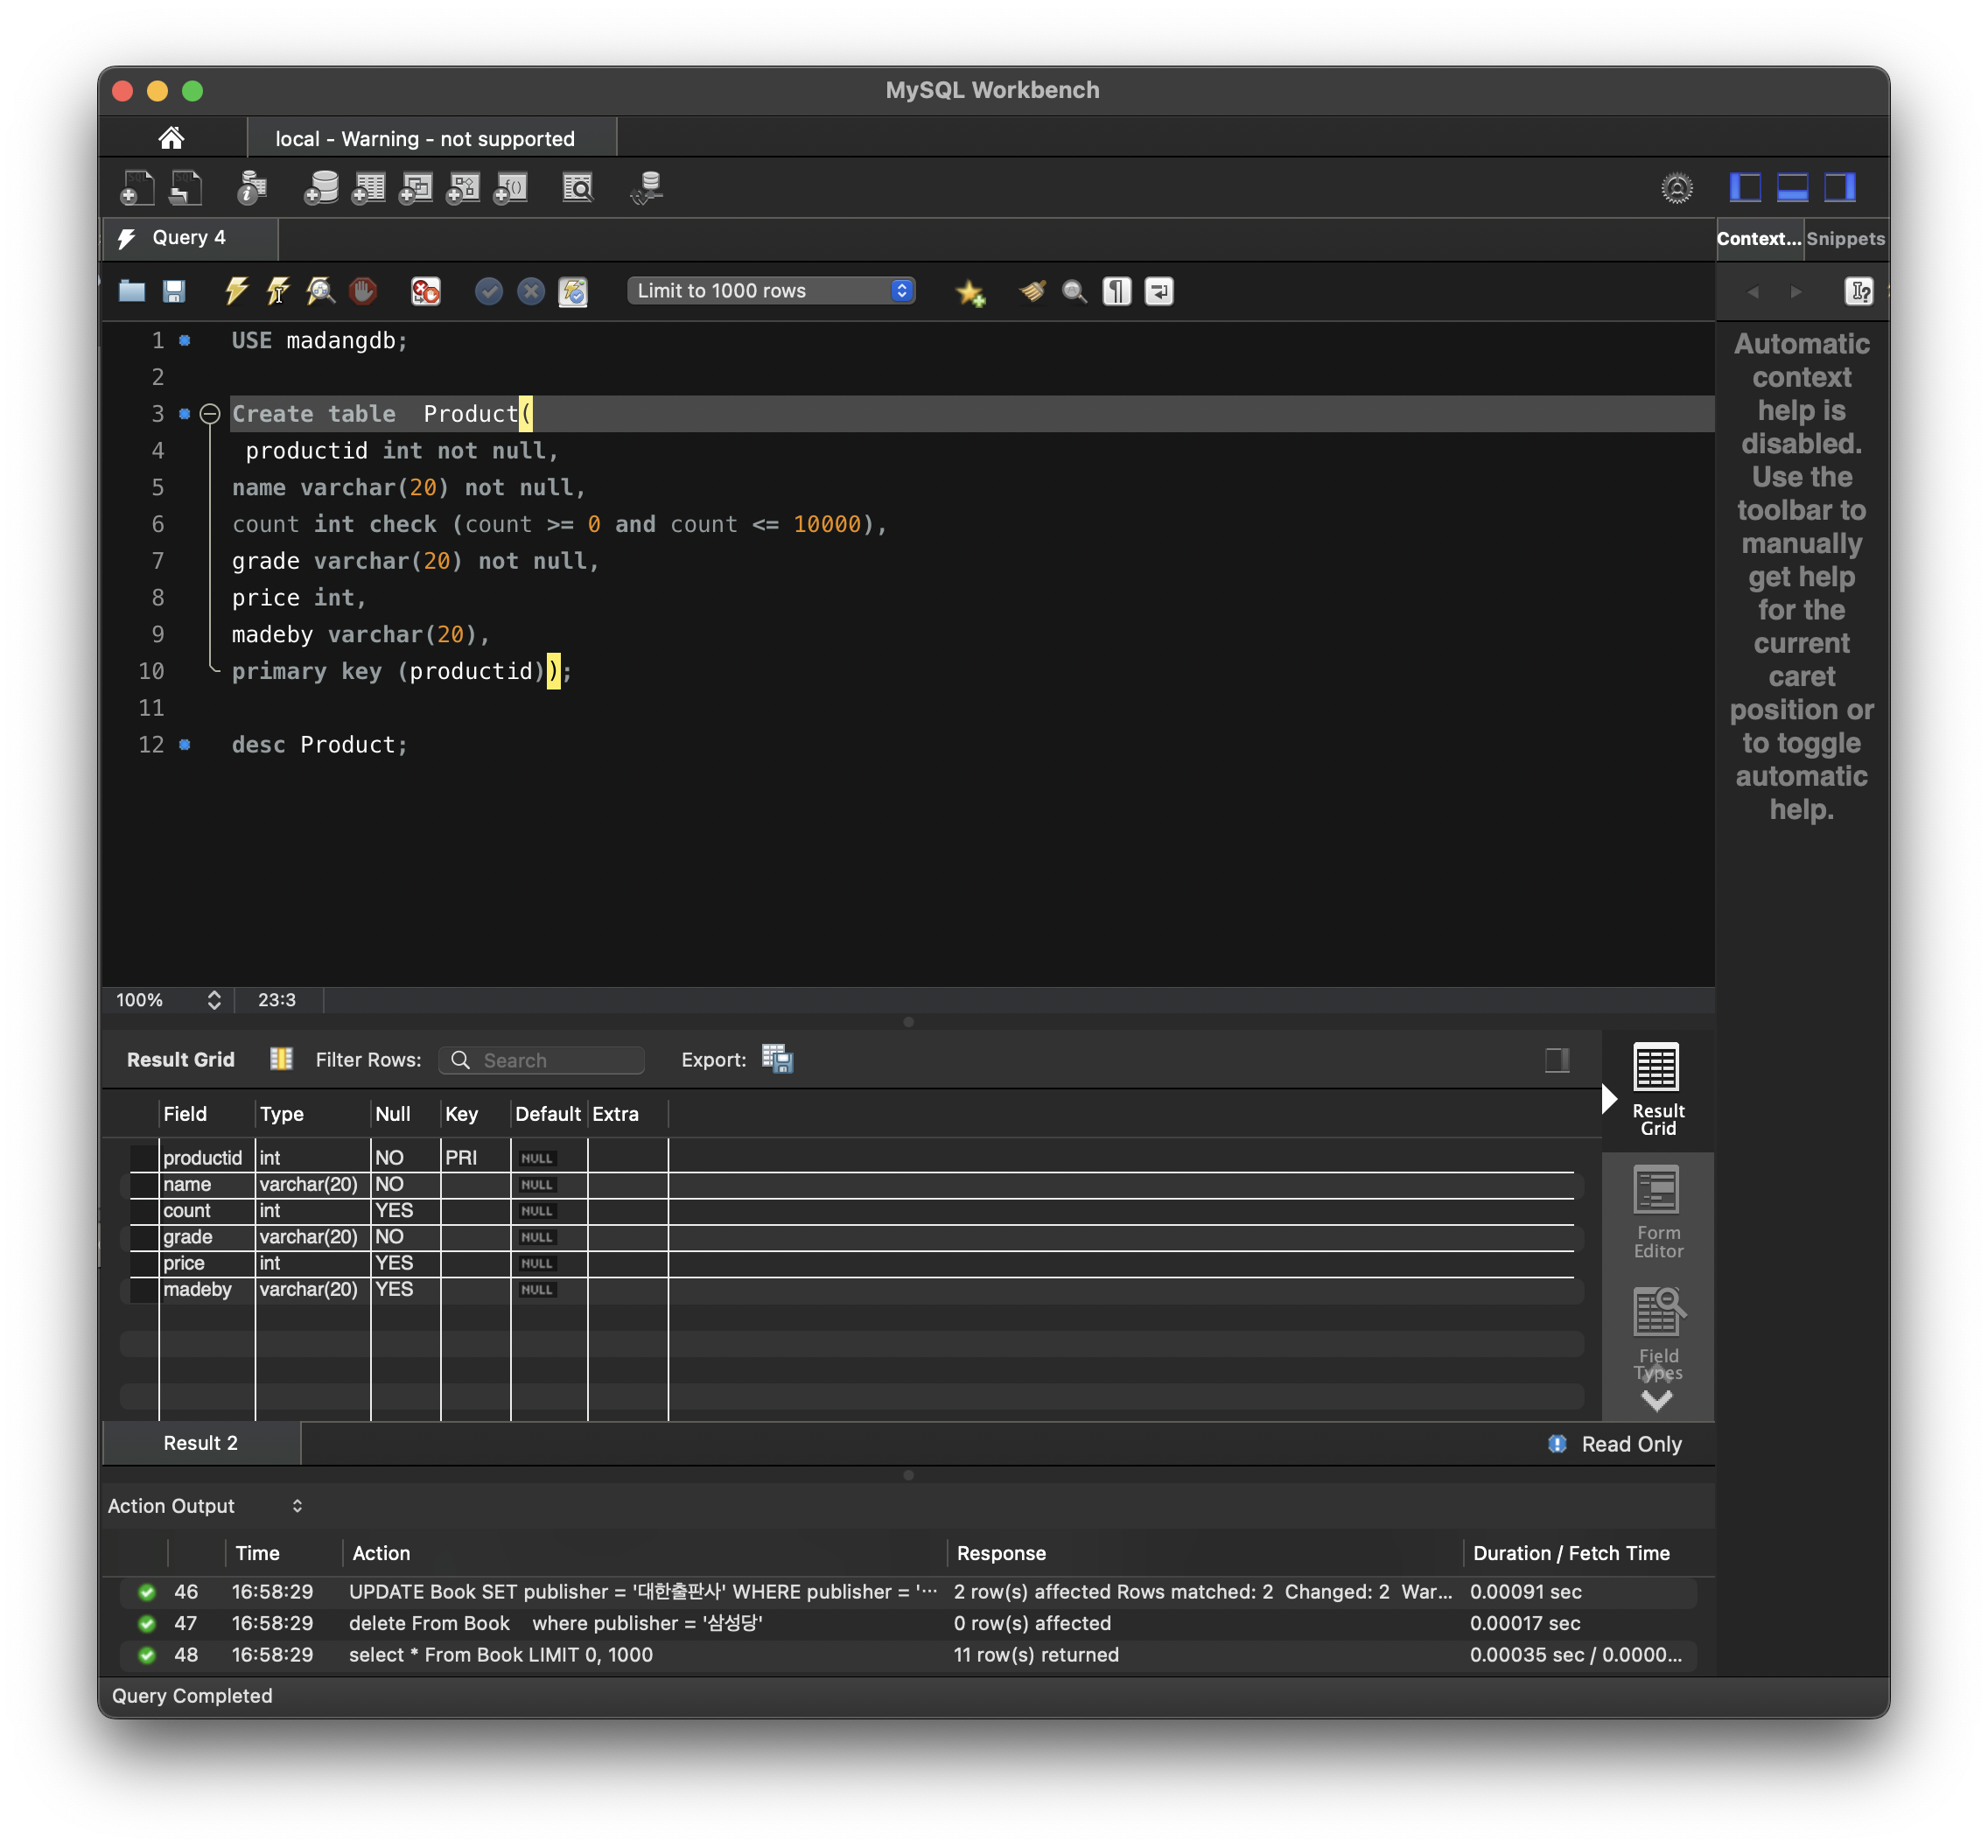 MySQL Workbench
local - Warning - not supported
Query 4
Context... Snippets
Limit to 1000 rows
1 USE madangdb;
2
3 Create table  Product(
4  productid int not null,
5 name varchar(20) not null,
6 count int check (count >= 0 and count <= 10000),
7 grade varchar(20) not null,
8 price int,
9 madeby varchar(20),
10 primary key (productid));
11
12 desc Product;
Automatic
context
help is
disabled.
Use the
toolbar to
manually
get help
for the
current
caret
position or
to toggle
automatic
help.
100% 23:3
Result Grid Filter Rows: Search Export:
Field Type Null Key Default Extra
productid int NO PRI NULL
name varchar(20) NO NULL
count int YES NULL
grade varchar(20) NO NULL
price int YES NULL
madeby varchar(20) YES NULL
Result
Grid
Form
Editor
Field
Types
Result 2 Read Only
Action Output
Time Action Response Duration / Fetch Time
46 16:58:29 UPDATE Book SET publisher = '대한출판사' WHERE publisher = '… 2 row(s) affected Rows matched: 2  Changed: 2  War... 0.00091 sec
47 16:58:29 delete From Book    where publisher = '삼성당' 0 row(s) affected 0.00017 sec
48 16:58:29 select * From Book LIMIT 0, 1000 11 row(s) returned 0.00035 sec / 0.0000...
Query Completed